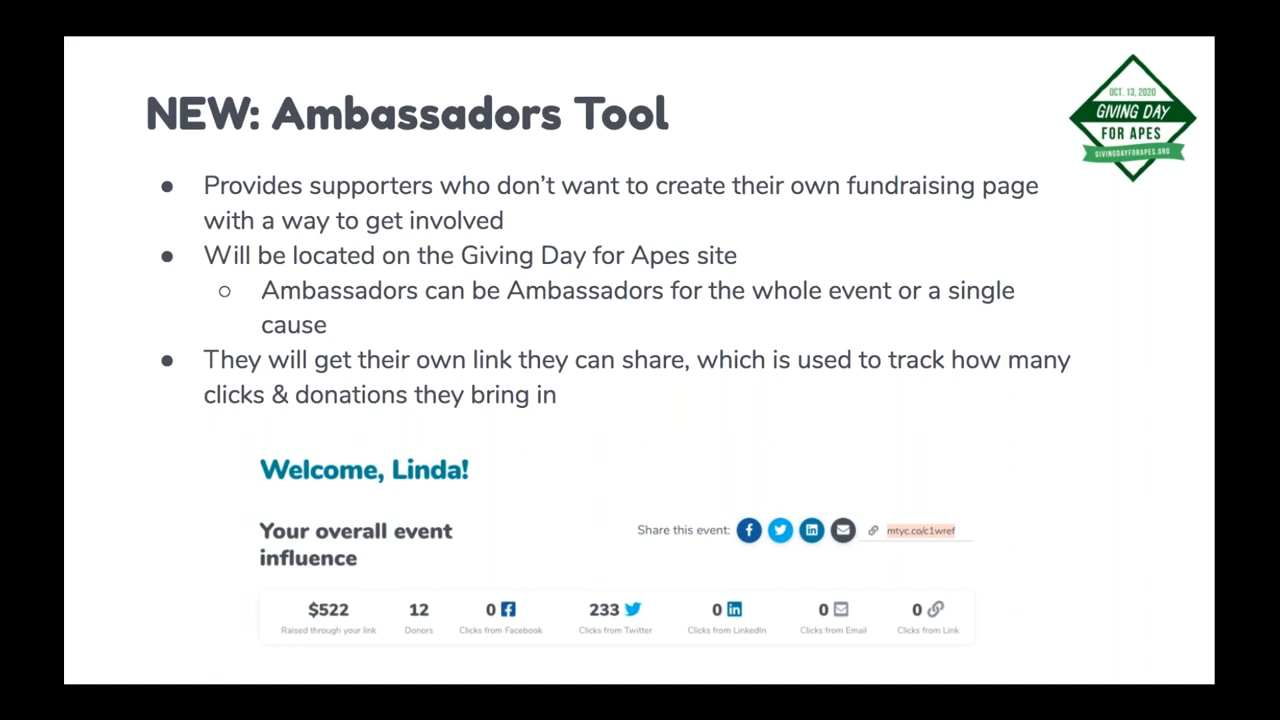 NEW: Ambassadors Tool
OCT. 13, 2020
GIVING DAY
FOR APES
GIVINGDAYFORAPES.ORG
● Provides supporters who don’t want to create their own fundraising page
with a way to get involved
● Will be located on the Giving Day for Apes site
○ Ambassadors can be Ambassadors for the whole event or a single
cause
● They will get their own link they can share, which is used to track how many
clicks & donations they bring in
Welcome, Linda!
Your overall event
influence
Share this event: mtyc.co/c1wref
$522 12 0 233 0 0 0
Raised through your link Donors Clicks from Facebook Clicks from Twitter Clicks from LinkedIn Clicks from Email Clicks from Link